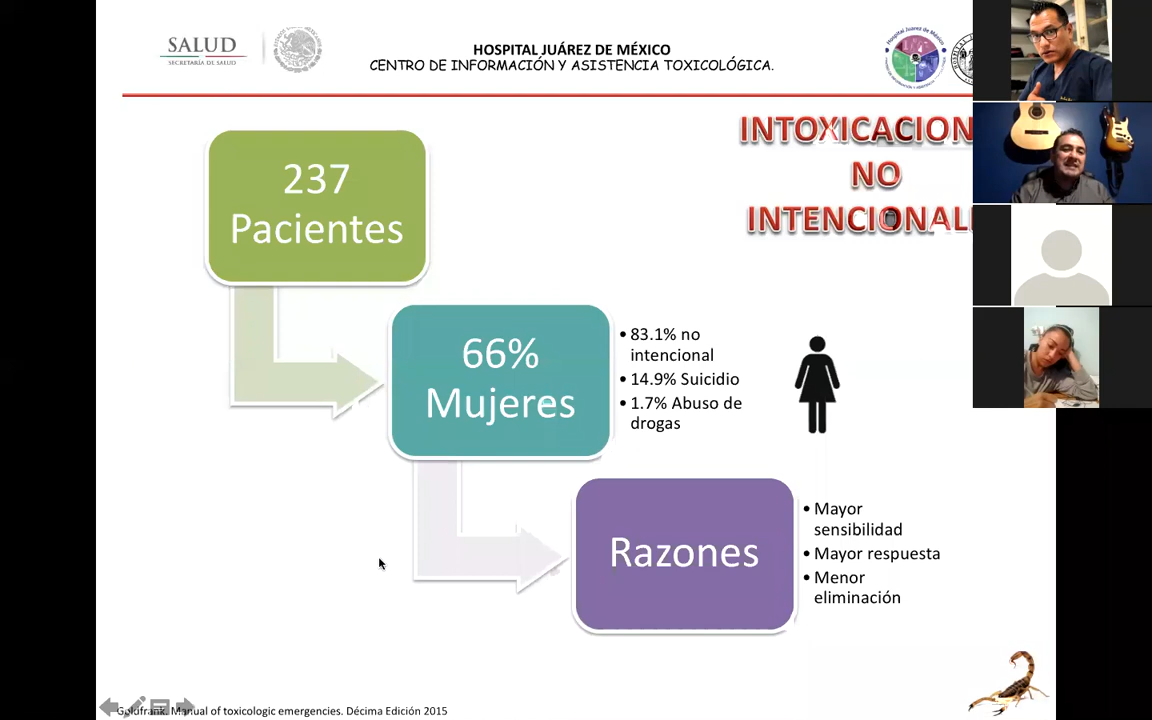 SALUD
SECRETARÍA DE SALUD
HOSPITAL JUÁREZ DE MÉXICO
CENTRO DE INFORMACIÓN Y ASISTENCIA TOXICOLÓGICA.
INTOXICACION
NO
INTENCIONAL
237
Pacientes
66%
Mujeres
• 83.1% no
intencional
• 14.9% Suicidio
• 1.7% Abuso de
drogas
Razones
• Mayor
sensibilidad
• Mayor respuesta
• Menor
eliminación
Goldfrank. Manual of toxicologic emergencies. Décima Edición 2015